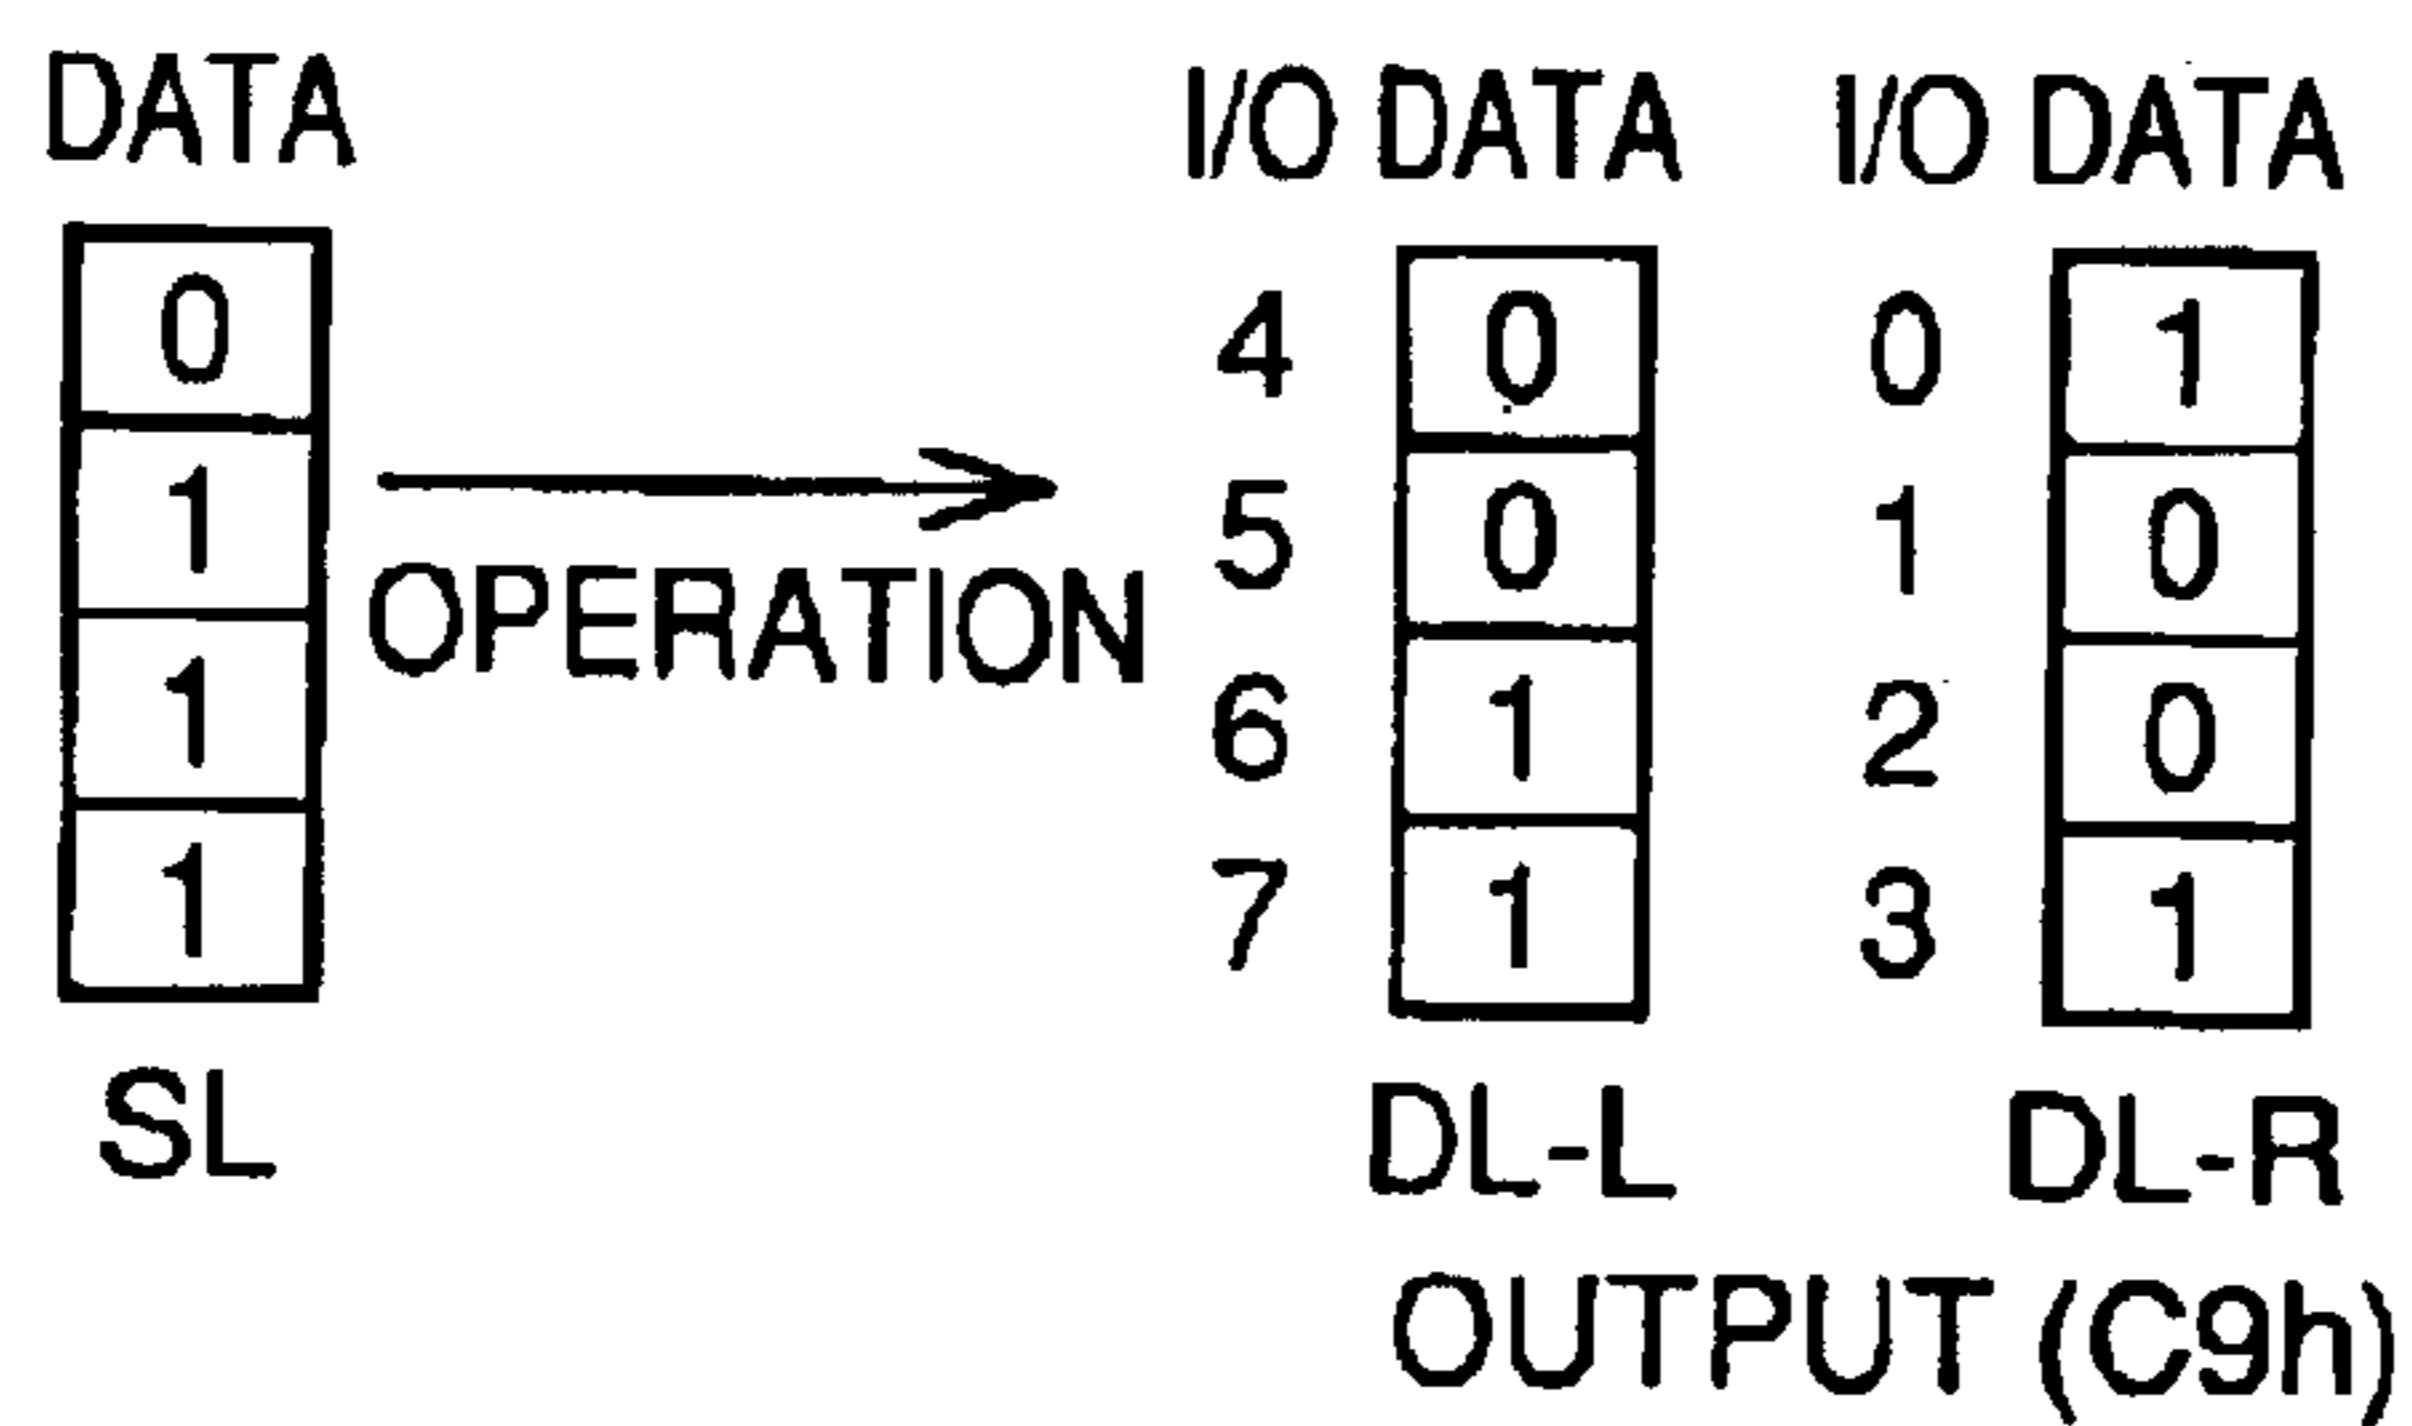 DATA I/O DATA I/O DATA
0 4 0 0 1
1 5 0 1 0
OPERATION
1 6 1 2 0
1 7 1 3 1
SL DL-L DL-R
OUTPUT (C9h)